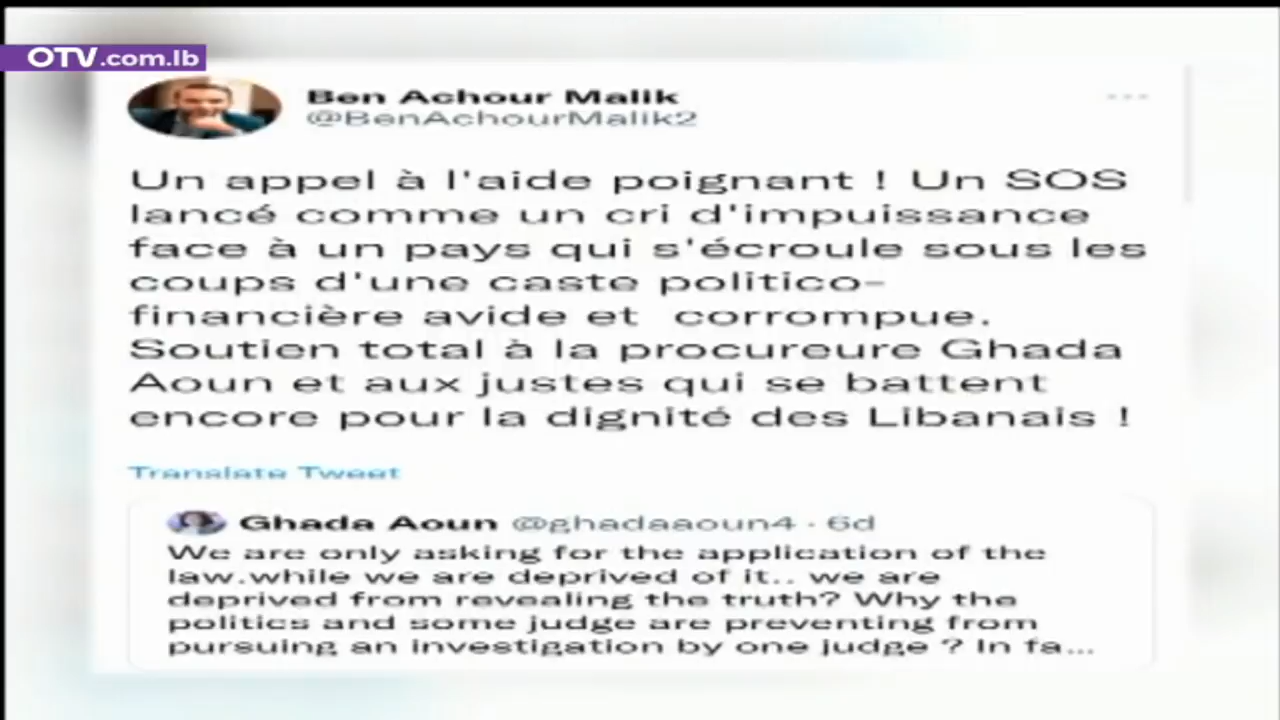 OTV.com.lb
Ben Achour Malik
@BenAchourMalik2
Un appel à l'aide poignant ! Un SOS
lancé comme un cri d'impuissance
face à un pays qui s'écroule sous les
coups d'une caste politico-
financière avide et corrompue.
Soutien total à la procureure Ghada
Aoun et aux justes qui se battent
encore pour la dignité des Libanais !
Translate Tweet
Ghada Aoun @ghadaaoun4 · 6d
We are only asking for the application of the
law.while we are deprived of it.. we are
deprived from revealing the truth? Why the
politics and some judge are preventing from
pursuing an investigation by one judge ? In fa...